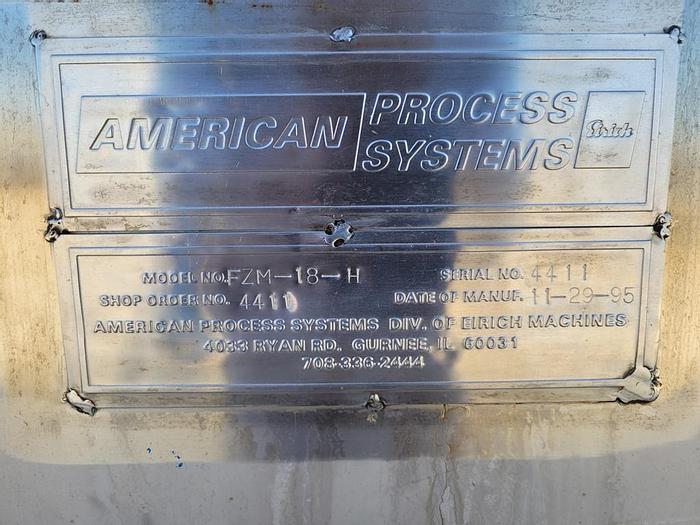 AMERICAN PROCESS SYSTEMS Eirich
MODEL NO. FZM-18-H SERIAL NO. 4411
SHOP ORDER NO. 4411 DATE OF MANUF. 11-29-95
AMERICAN PROCESS SYSTEMS DIV. OF EIRICH MACHINES
4033 RYAN RD. GURNEE, IL 60031
708-336-2444